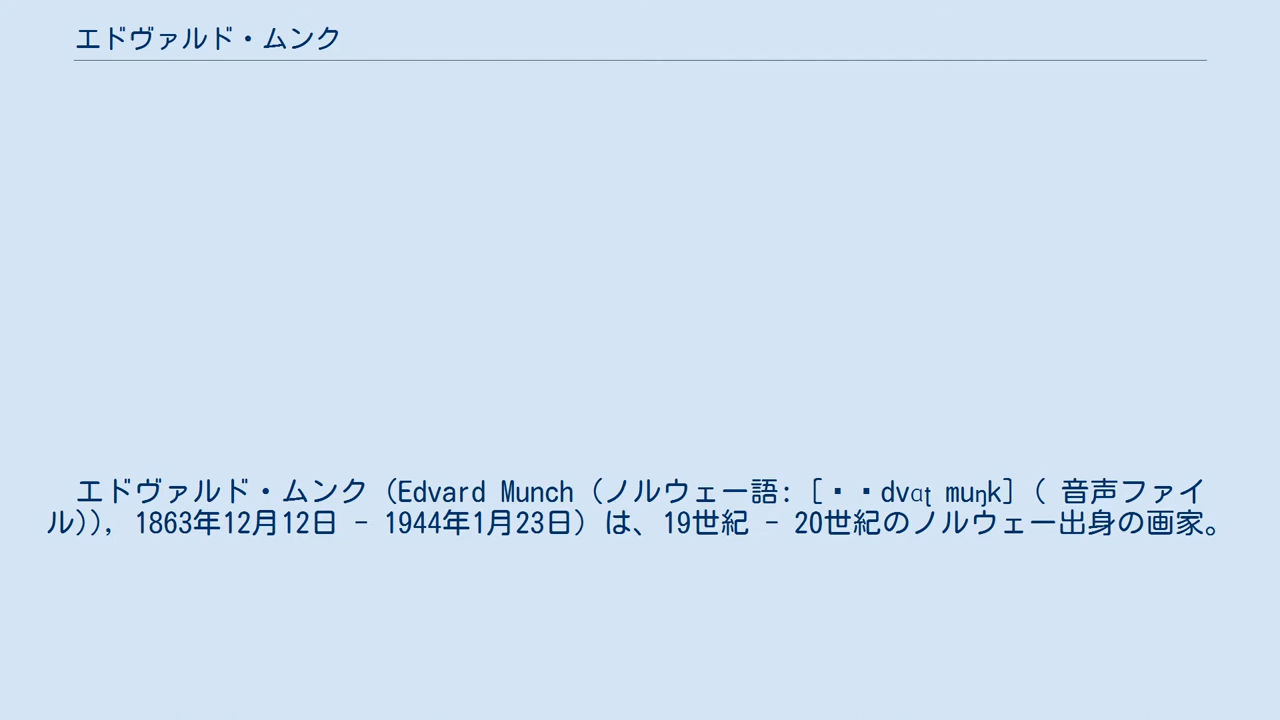 エドヴァルド・ムンク
エドヴァルド・ムンク（Edvard Munch（ノルウェー語: [・・dvɑʈ muŋk]（ 音声ファイ
ル)), 1863年12月12日 - 1944年1月23日）は、19世紀 - 20世紀のノルウェー出身の画家。